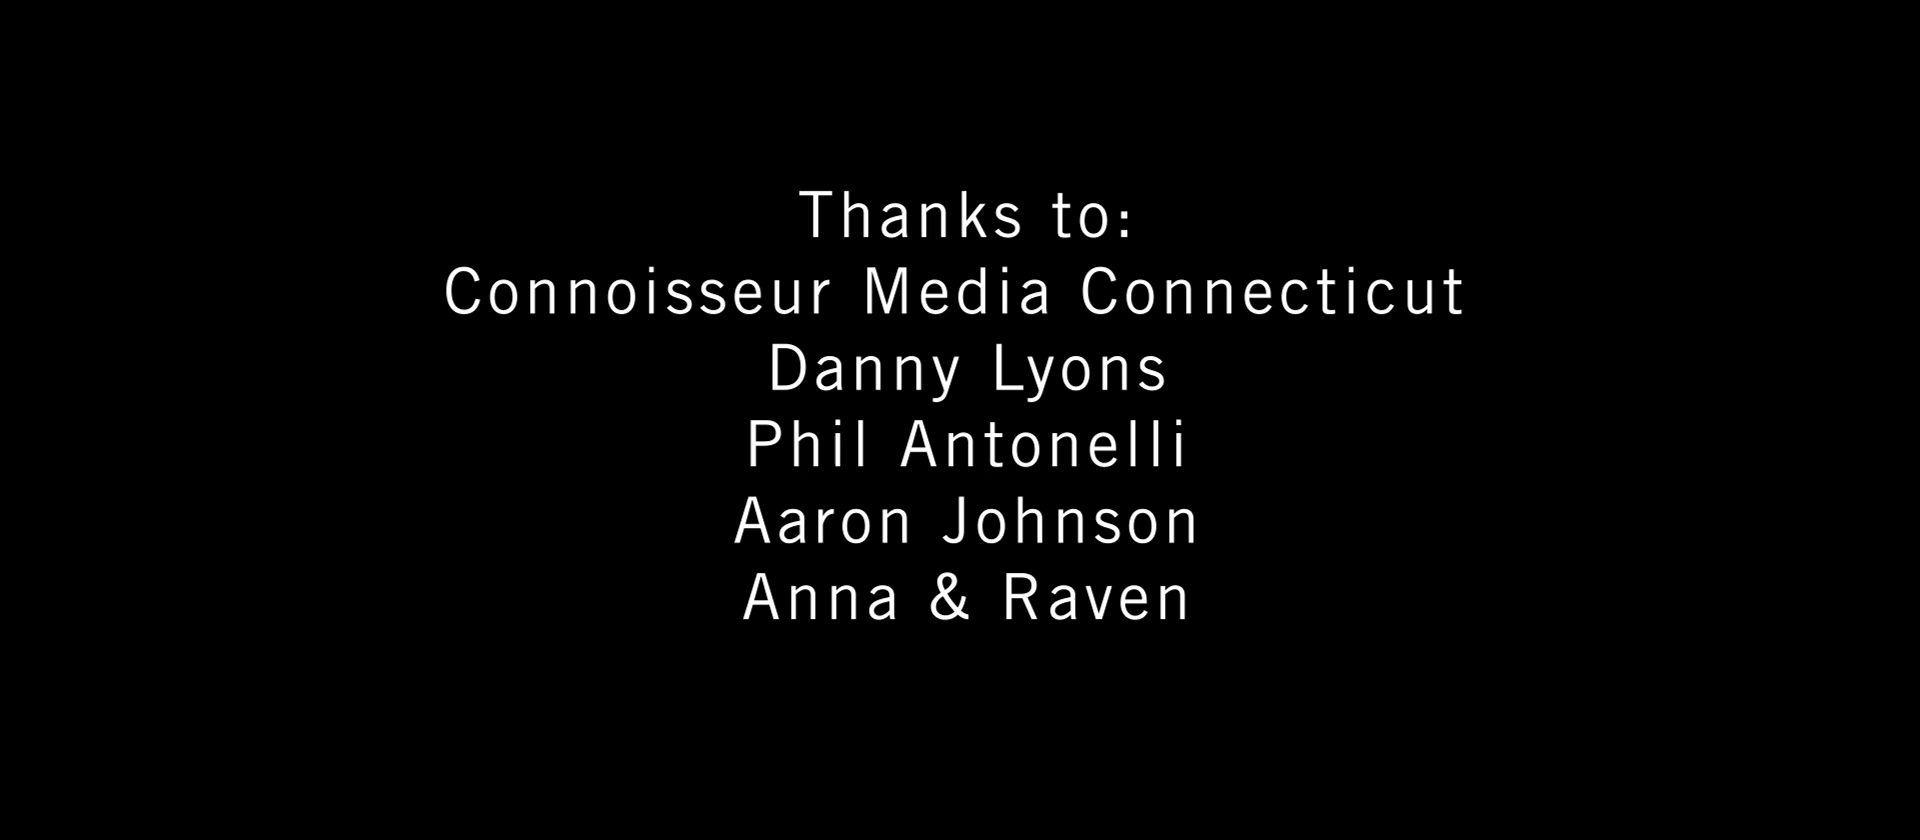 Thanks to:
Connoisseur Media Connecticut
Danny Lyons
Phil Antonelli
Aaron Johnson
Anna & Raven